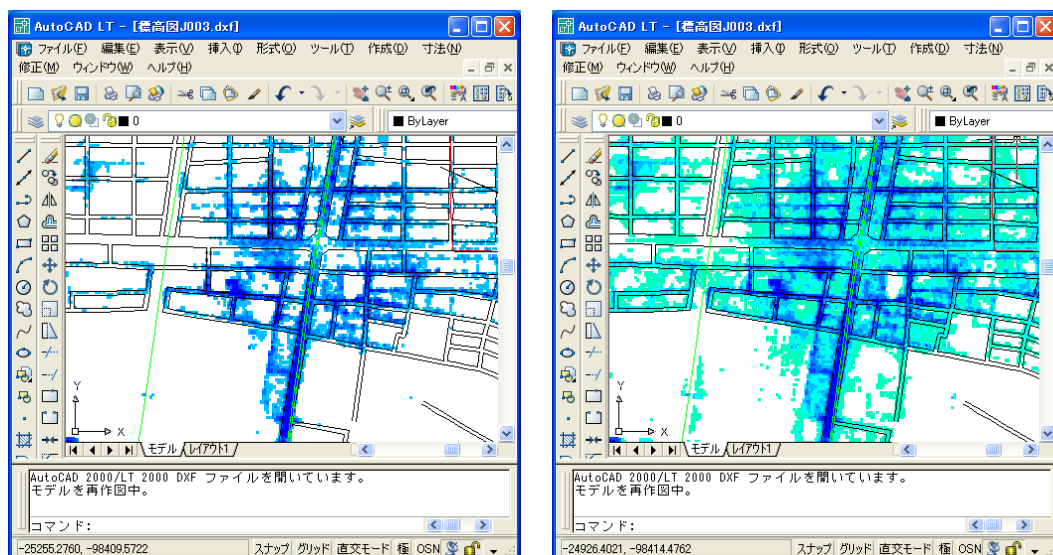 AutoCAD LT - [標高図J003.dxf]
ファイル(F) 編集(E) 表示(V) 挿入(I) 形式(O) ツール(T) 作成(D) 寸法(N)
修正(M) ウィンドウ(W) ヘルプ(H)
0
ByLayer
Y
X
モデル レイアウト1
AutoCAD 2000/LT 2000 DXF ファイルを開いています。
モデルを再作図中。
コマンド:
-25255.2760, -98409.5722
スナップ グリッド 直交モード 極 OSN
AutoCAD LT - [標高図J003.dxf]
ファイル(F) 編集(E) 表示(V) 挿入(I) 形式(O) ツール(T) 作成(D) 寸法(N)
修正(M) ウィンドウ(W) ヘルプ(H)
0
ByLayer
Y
X
モデル レイアウト1
AutoCAD 2000/LT 2000 DXF ファイルを開いています。
モデルを再作図中。
コマンド:
-24926.4021, -98414.4762
スナップ グリッド 直交モード 極 OSN